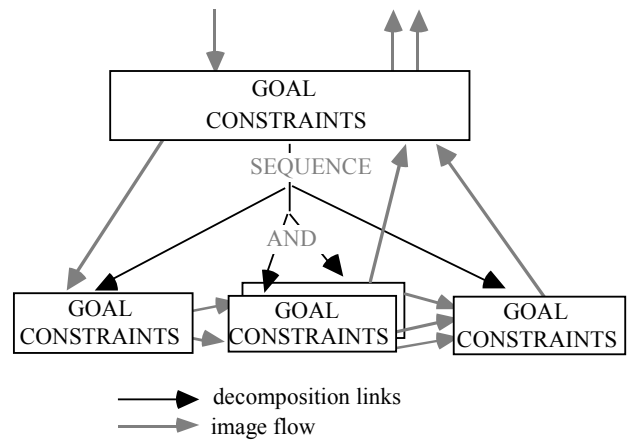 GOAL
CONSTRAINTS
SEQUENCE
AND
GOAL
CONSTRAINTS
GOAL
CONSTRAINTS
GOAL
CONSTRAINTS
decomposition links
image flow